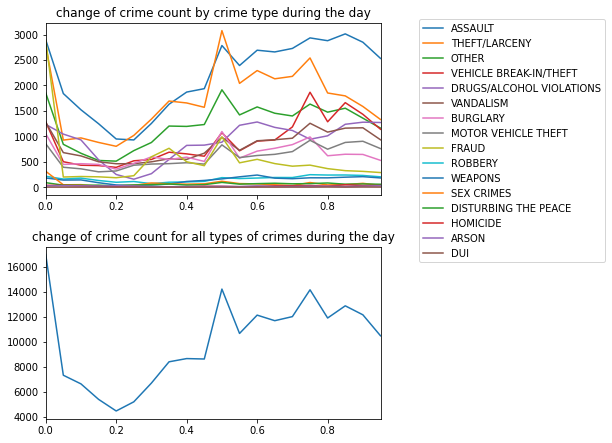 change of crime count by crime type during the day
3000
2500
2000
1500
1000
500
0
0.0 0.2 0.4 0.6 0.8
ASSAULT
THEFT/LARCENY
OTHER
VEHICLE BREAK-IN/THEFT
DRUGS/ALCOHOL VIOLATIONS
VANDALISM
BURGLARY
MOTOR VEHICLE THEFT
FRAUD
ROBBERY
WEAPONS
SEX CRIMES
DISTURBING THE PEACE
HOMICIDE
ARSON
DUI
change of crime count for all types of crimes during the day
16000
14000
12000
10000
8000
6000
4000
0.0 0.2 0.4 0.6 0.8